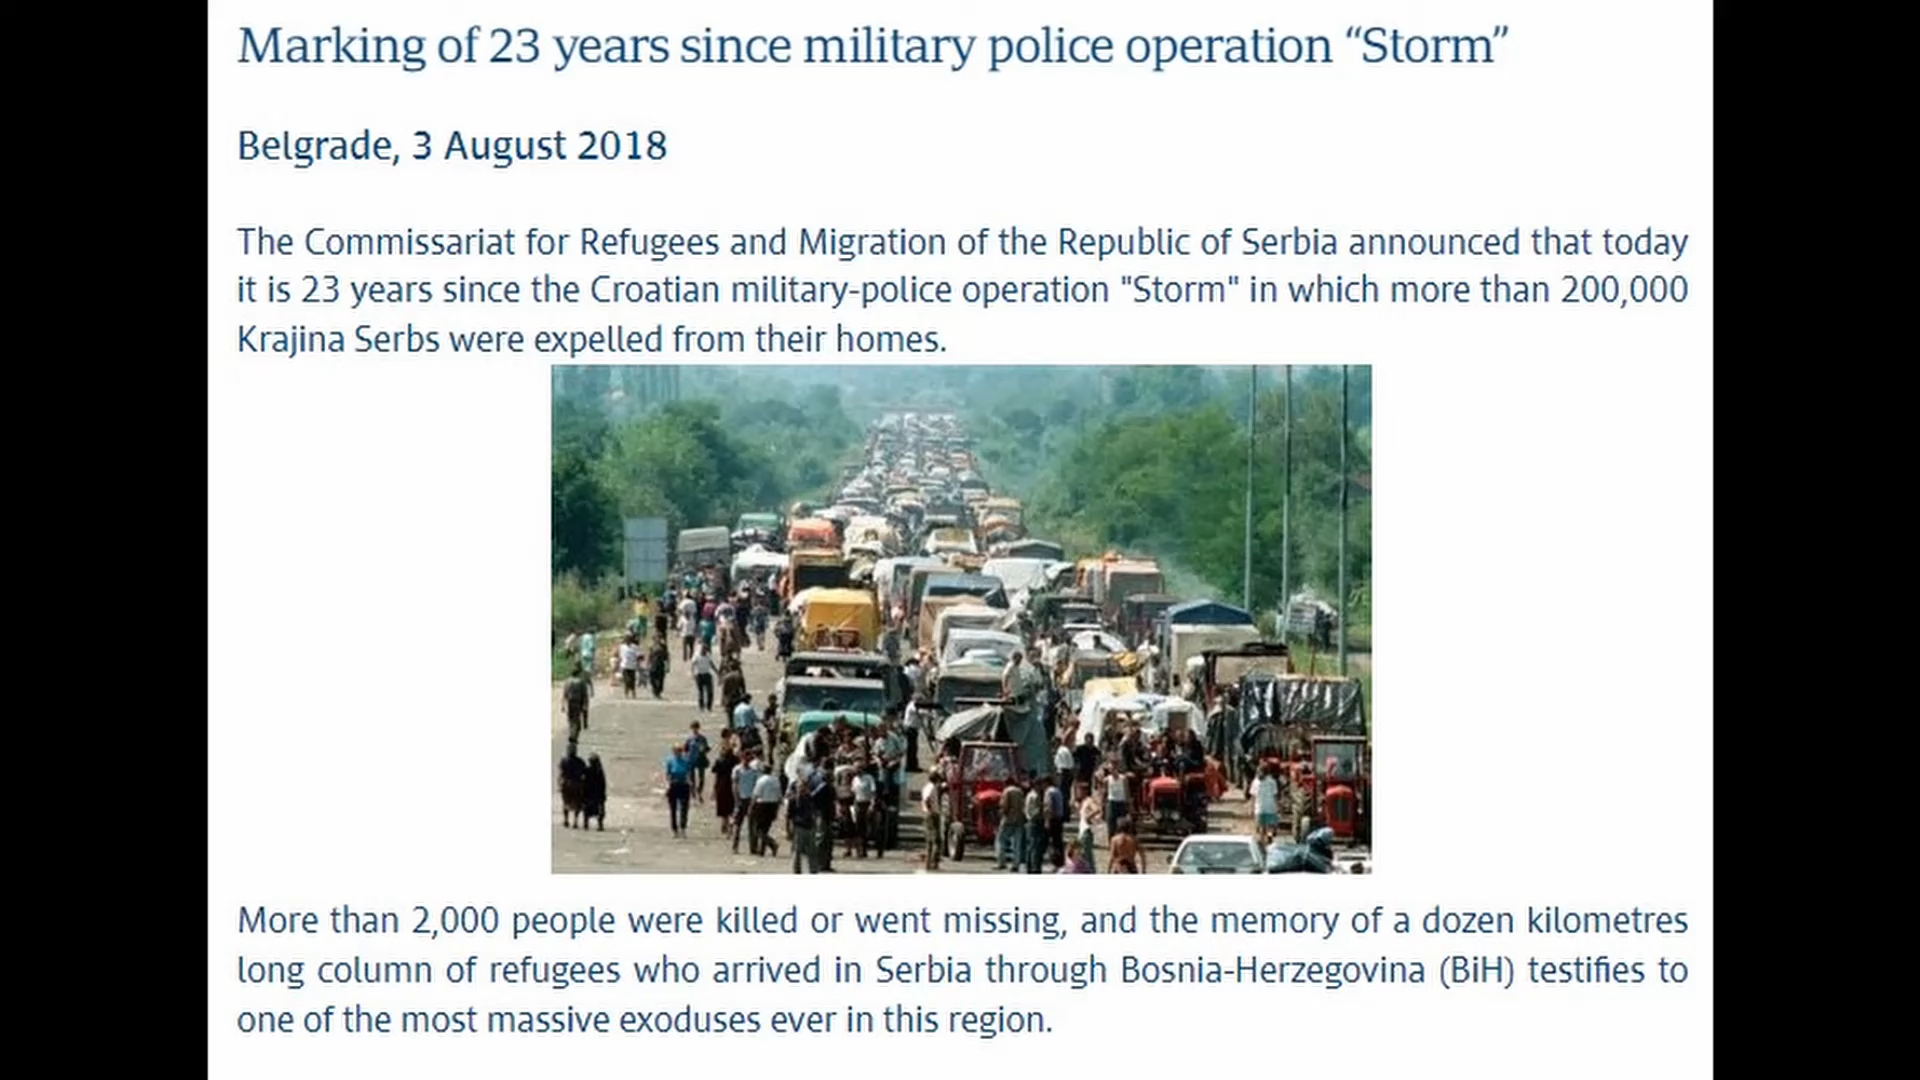 Marking of 23 years since military police operation “Storm”
Belgrade, 3 August 2018
The Commissariat for Refugees and Migration of the Republic of Serbia announced that today
it is 23 years since the Croatian military-police operation "Storm" in which more than 200,000
Krajina Serbs were expelled from their homes.
More than 2,000 people were killed or went missing, and the memory of a dozen kilometres
long column of refugees who arrived in Serbia through Bosnia-Herzegovina (BiH) testifies to
one of the most massive exoduses ever in this region.